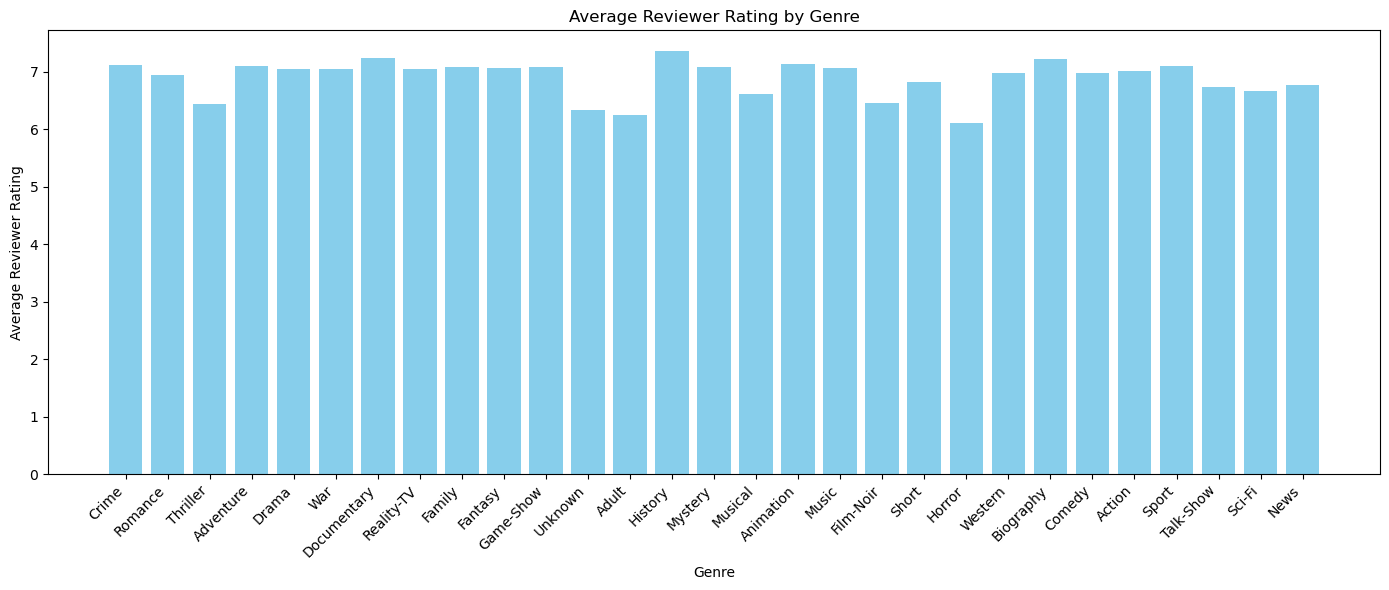 Average Reviewer Rating by Genre
Average Reviewer Rating
7
6
5
4
3
2
1
0
Crime
Romance
Thriller
Adventure
Drama
War
Documentary
Reality-TV
Family
Fantasy
Game-Show
Unknown
Adult
History
Mystery
Musical
Animation
Music
Film-Noir
Short
Horror
Western
Biography
Comedy
Action
Sport
Talk-Show
Sci-Fi
News
Genre